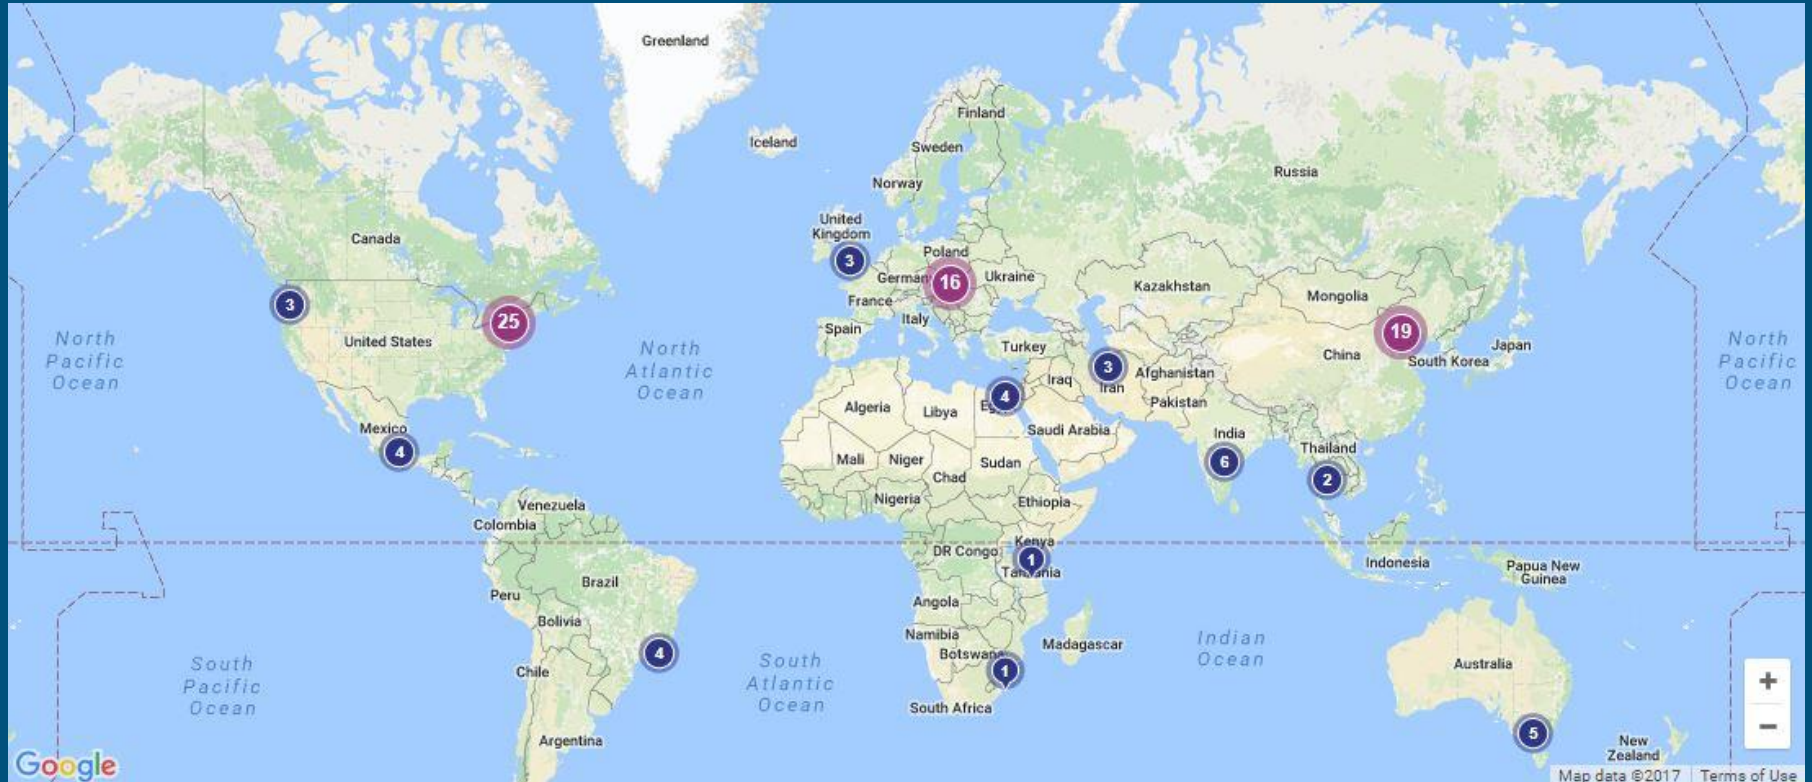 Greenland
Iceland
Finland
Sweden
Norway
Russia
United
Kingdom
3
Canada
Poland
German
16
Ukraine
Kazakhstan
Mongolia
3
25
France
Italy
Spain
Turkey
19
China
South Korea
Japan
United States
North
Pacific
Ocean
North
Atlantic
Ocean
North
Pacific
Ocean
3
Iran
Iraq
Afghanistan
Pakistan
4
Algeria
Libya
Saudi Arabia
Mexico
4
India
6
Thailand
2
Mali
Niger
Chad
Sudan
Nigeria
Ethiopia
Venezuela
Colombia
Kenya
DR Congo
1
Tanzania
Indonesia
Papua New
Guinea
Brazil
Peru
Angola
Bolivia
Namibia
Botswana
Madagascar
Indian
Ocean
4
1
Australia
South
Pacific
Ocean
Chile
South
Atlantic
Ocean
South Africa
Argentina
5
New
Zealand
+
−
Google
Map data ©2017
Terms of Use